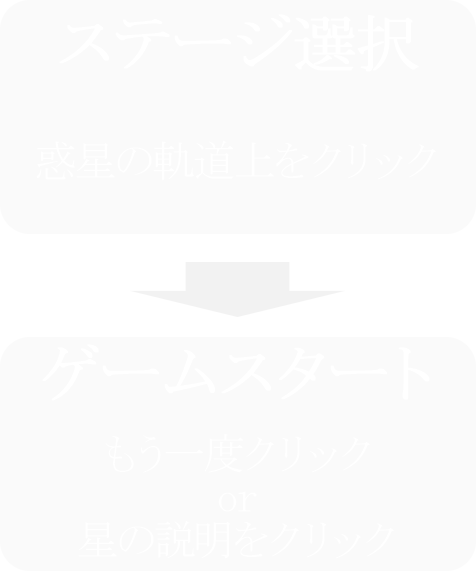 ステージ選択
惑星の軌道上をクリック
ゲームスタート
もう一度クリック
or
星の説明をクリック